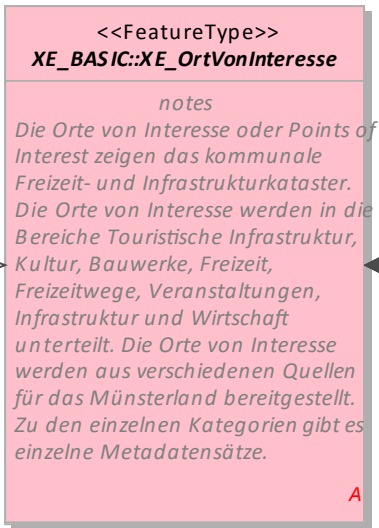 <<FeatureType>>
XE_BASIC::XE_OrtVonInteresse
notes
Die Orte von Interesse oder Points of
Interest zeigen das kommunale
Freizeit- und Infrastrukturkataster.
Die Orte von Interesse werden in die
Bereiche Touristische Infrastruktur,
Kultur, Bauwerke, Freizeit,
Freizeitwege, Veranstaltungen,
Infrastruktur und Wirtschaft
unterteilt. Die Orte von Interesse
werden aus verschiedenen Quellen
für das Münsterland bereitgestellt.
Zu den einzelnen Kategorien gibt es
einzelne Metadatensätze.
A